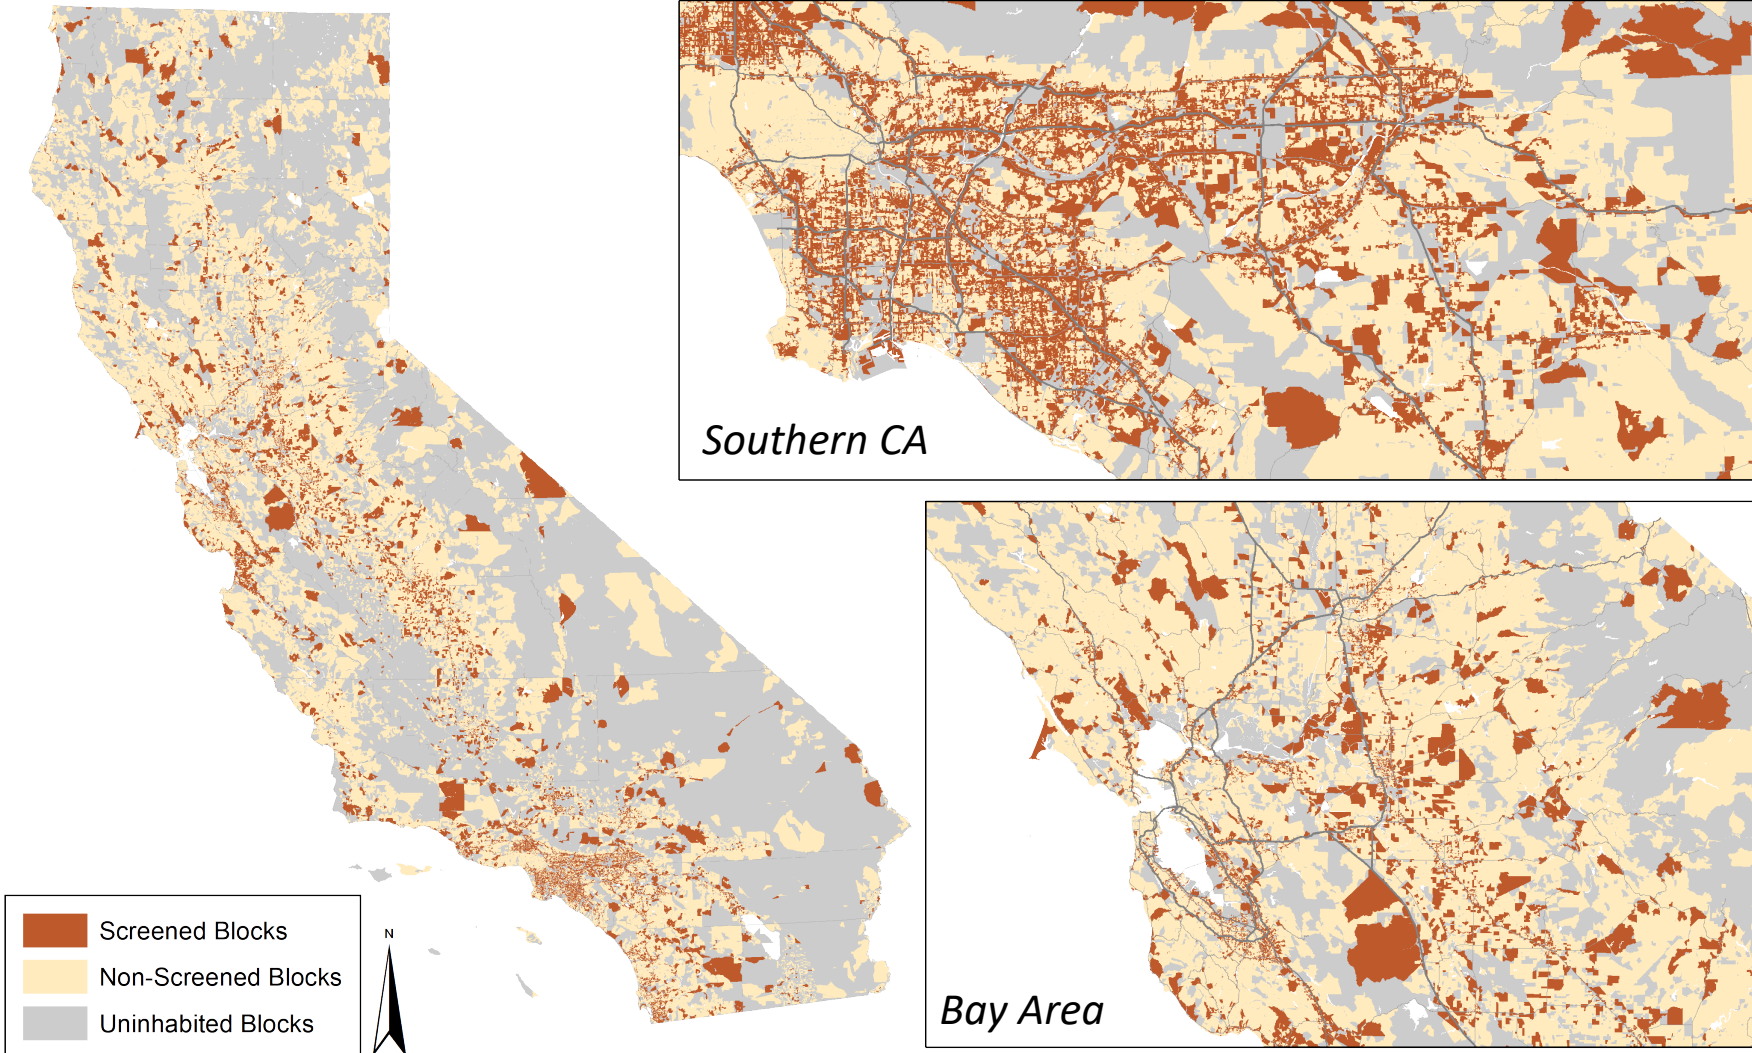 Southern CA
Bay Area
Screened Blocks
Non-Screened Blocks
Uninhabited Blocks
N